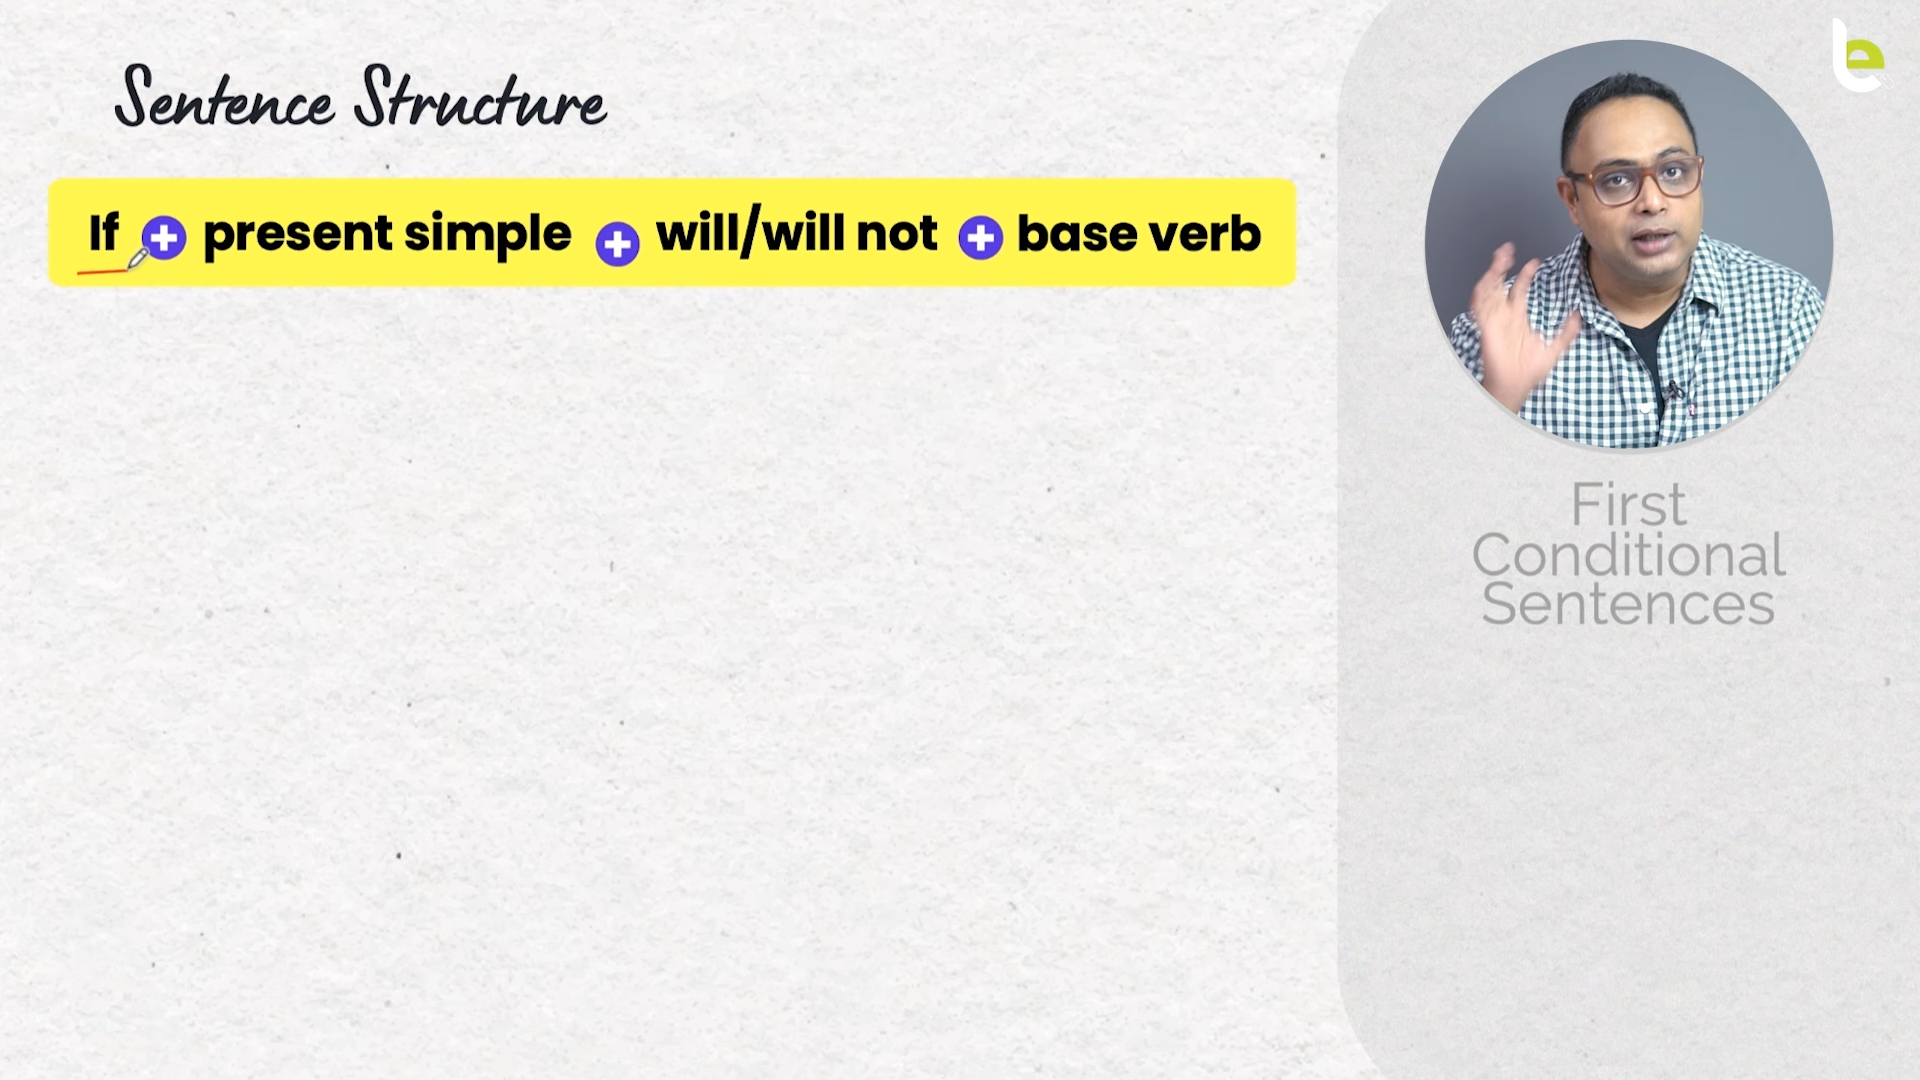 Sentence Structure
If + present simple + will/will not + base verb
First
Conditional
Sentences